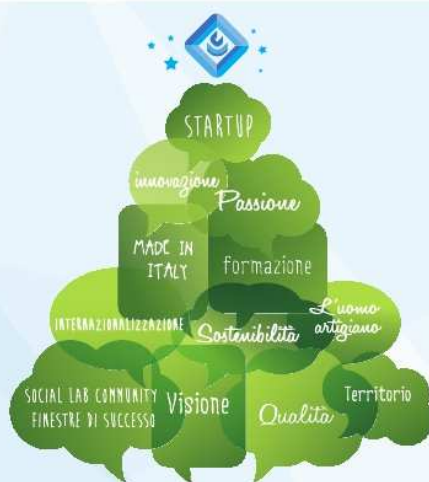 STARTUP
innovazione
Passione
MADE IN
ITALY
formazione
INTERNAZIONALIZZAZIONE
Sostenibilità
L'uomo
artigiano
SOCIAL LAB COMMUNITY
FINESTRE DI SUCCESSO
Visione
Qualità
Territorio